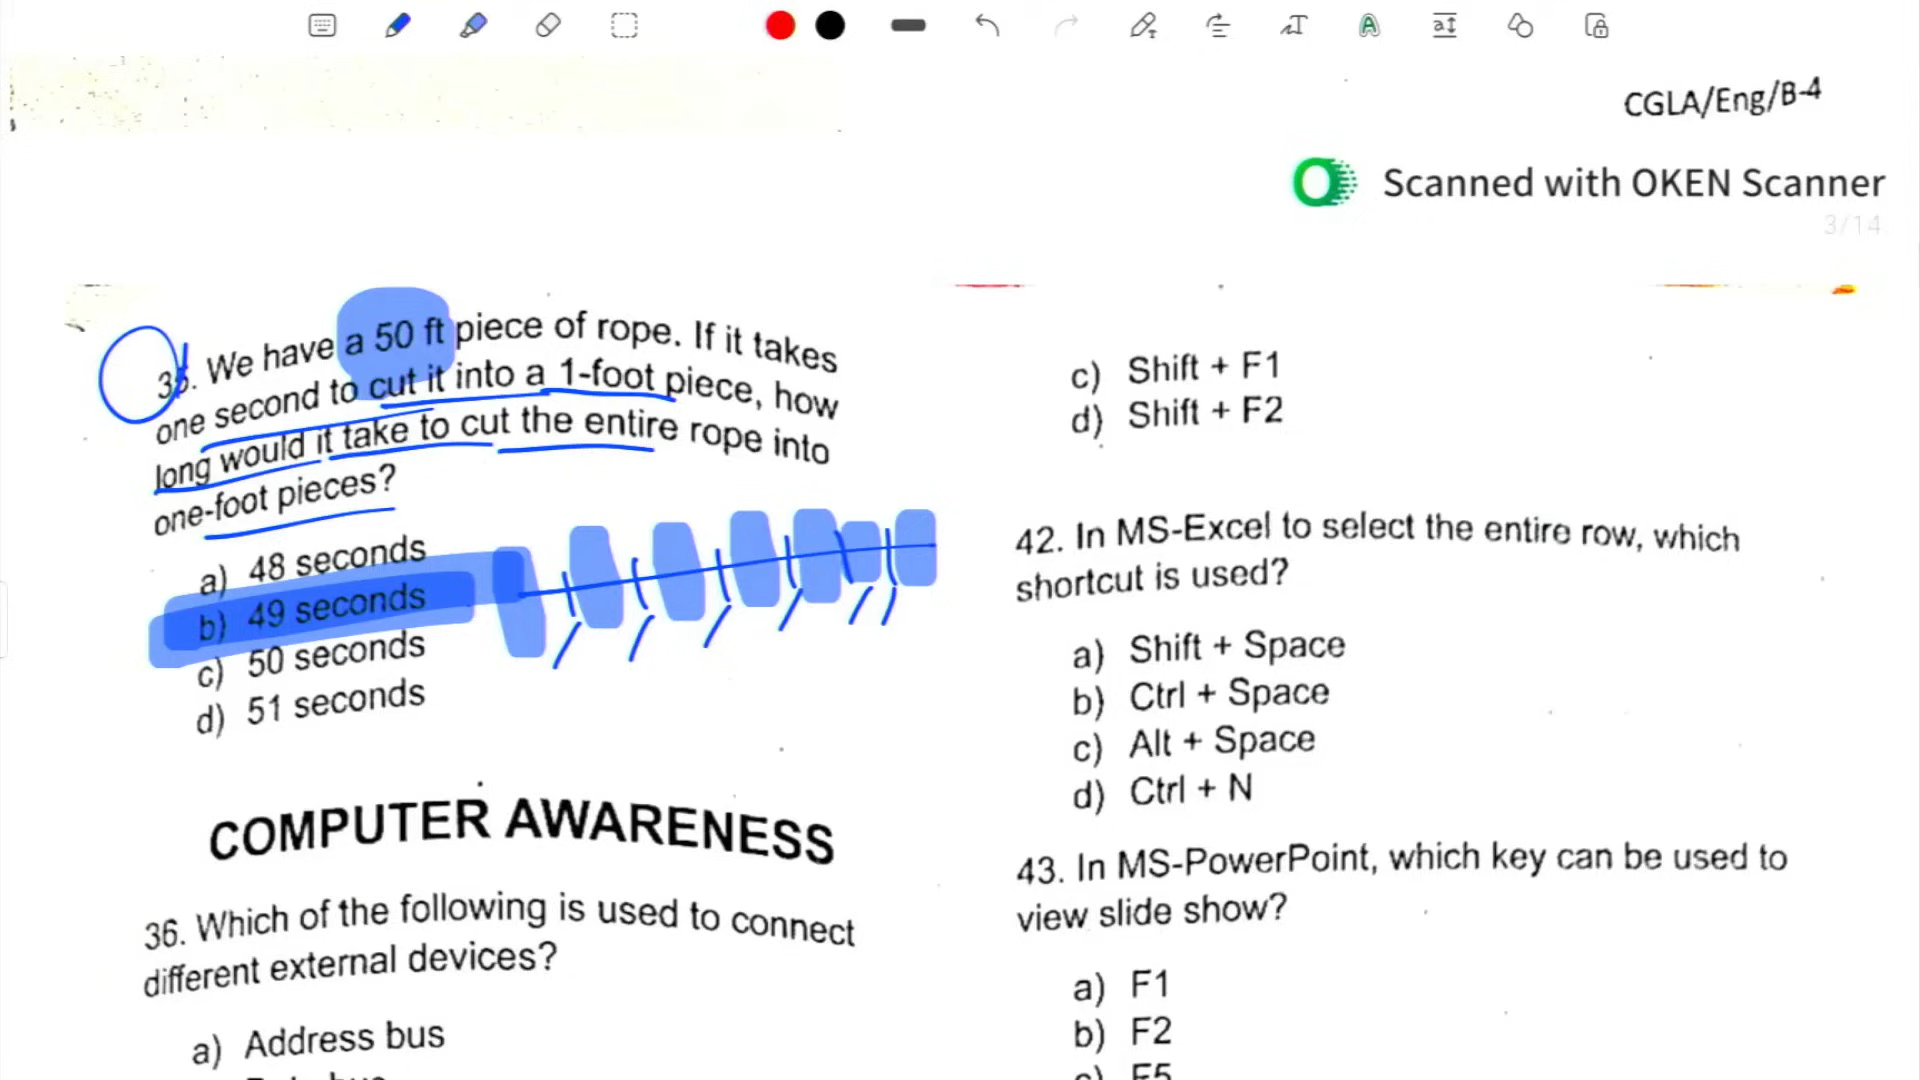 CGLA/Eng/B-4
Scanned with OKEN Scanner
3/14
35. We have a 50 ft piece of rope. If it takes
one second to cut it into a 1-foot piece, how
long would it take to cut the entire rope into
one-foot pieces?
a) 48 seconds
b) 49 seconds
c) 50 seconds
d) 51 seconds
COMPUTER AWARENESS
36. Which of the following is used to connect
different external devices?
a) Address bus
c) Shift + F1
d) Shift + F2
42. In MS-Excel to select the entire row, which
shortcut is used?
a) Shift + Space
b) Ctrl + Space
c) Alt + Space
d) Ctrl + N
43. In MS-PowerPoint, which key can be used to
view slide show?
a) F1
b) F2
c) F5